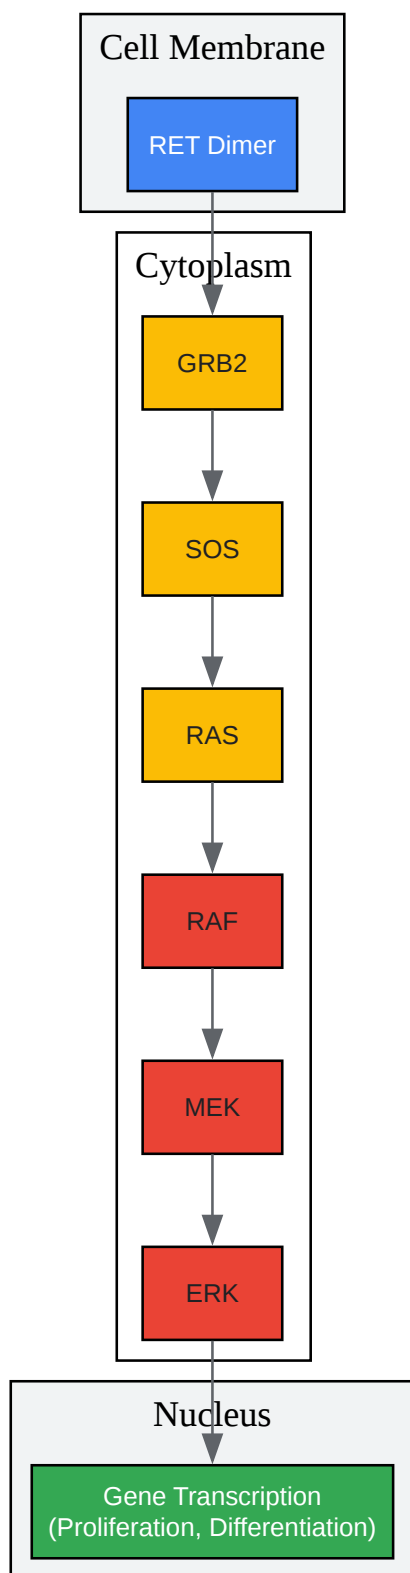 Cell Membrane
RET Dimer
Cytoplasm
GRB2
SOS
RAS
RAF
MEK
ERK
Nucleus
Gene Transcription
(Proliferation, Differentiation)